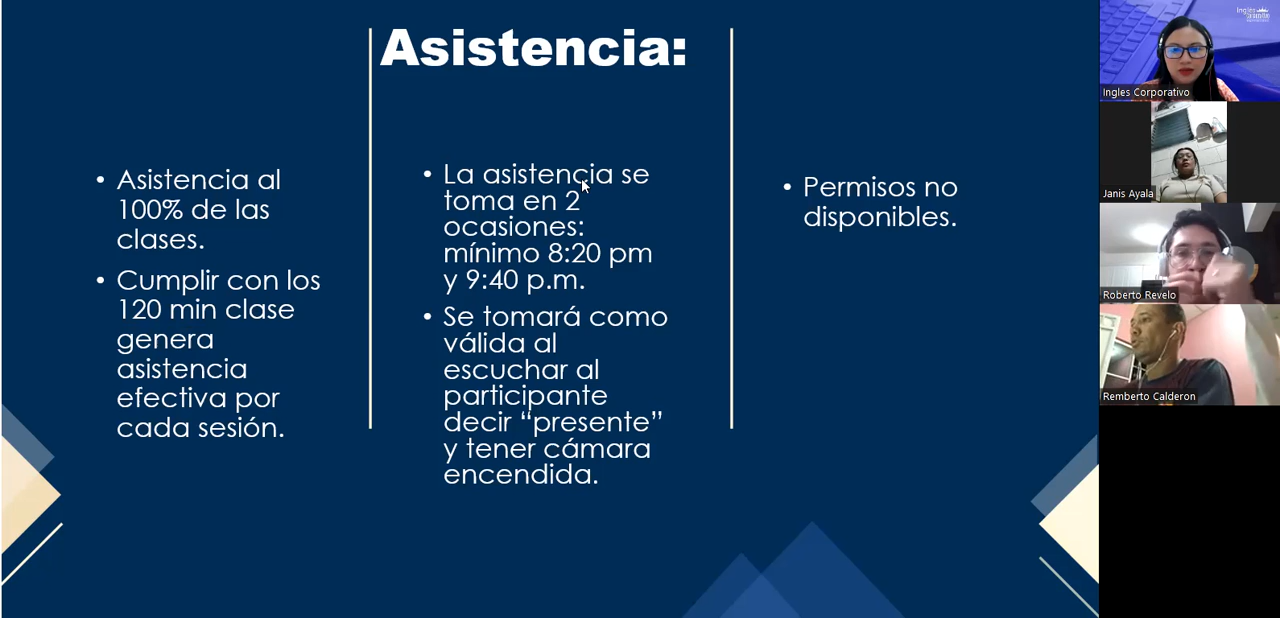 Asistencia:
• Asistencia al
100% de las
clases.
• Cumplir con los
120 min clase
genera
asistencia
efectiva por
cada sesión.
• La asistencia se
toma en 2
ocasiones:
mínimo 8:20 pm
y 9:40 p.m.
• Se tomará como
válida al
escuchar al
participante
decir “presente”
y tener cámara
encendida.
• Permisos no
disponibles.
Ingles Corporativo
Janis Ayala
Roberto Revelo
Remberto Calderon